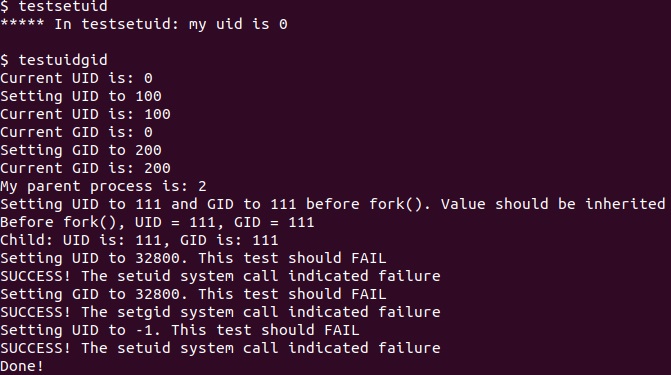 $ testsetuid
***** In testsetuid: my uid is 0
$ testuidgid
Current UID is: 0
Setting UID to 100
Current UID is: 100
Current GID is: 0
Setting GID to 200
Current GID is: 200
My parent process is: 2
Setting UID to 111 and GID to 111 before fork(). Value should be inherited
Before fork(), UID = 111, GID = 111
Child: UID is: 111, GID is: 111
Setting UID to 32800. This test should FAIL
SUCCESS! The setuid system call indicated failure
Setting GID to 32800. This test should FAIL
SUCCESS! The setgid system call indicated failure
Setting UID to -1. This test should FAIL
SUCCESS! The setuid system call indicated failure
Done!